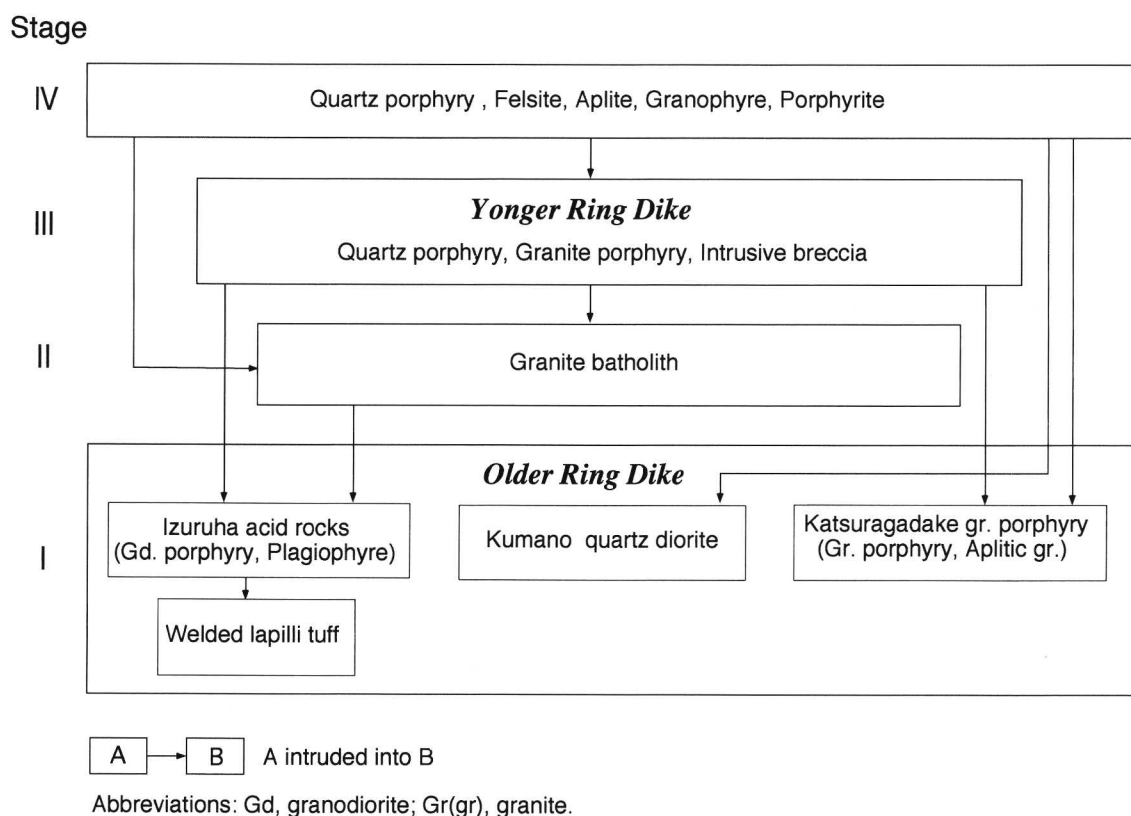 Stage
IV
Quartz porphyry , Felsite, Aplite, Granophyre, Porphyrite
III
Yonger Ring Dike
Quartz porphyry, Granite porphyry, Intrusive breccia
II
Granite batholith
I
Older Ring Dike
Izuruha acid rocks
(Gd. porphyry, Plagiophyre)
Kumano quartz diorite
Katsuragadake gr. porphyry
(Gr. porphyry, Aplitic gr.)
Welded lapilli tuff
A B A intruded into B
Abbreviations: Gd, granodiorite; Gr(gr), granite.